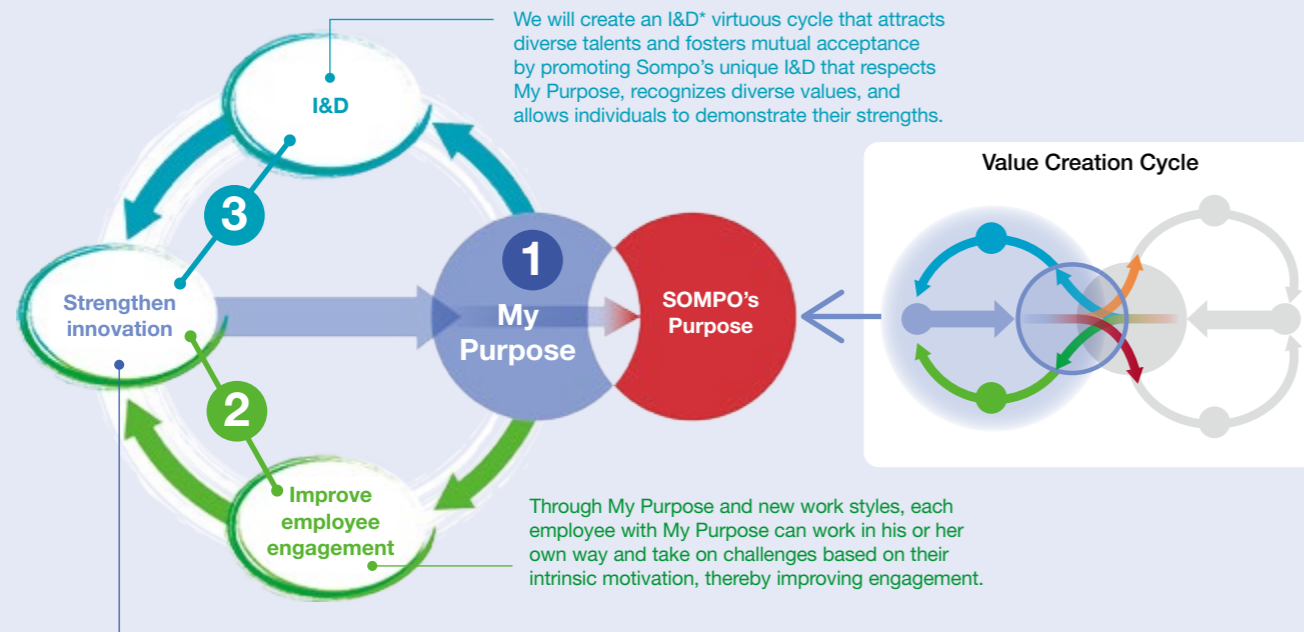 We will create an I&D* virtuous cycle that attracts
diverse talents and fosters mutual acceptance
by promoting Sompo's unique I&D that respects
My Purpose, recognizes diverse values, and
allows individuals to demonstrate their strengths.
I&D
3
Strengthen
innovation
1
My
Purpose
SOMPO's
Purpose
Value Creation Cycle
2
Improve
employee
engagement
Through My Purpose and new work styles, each
employee with My Purpose can work in his or her
own way and take on challenges based on their
intrinsic motivation, thereby improving engagement.